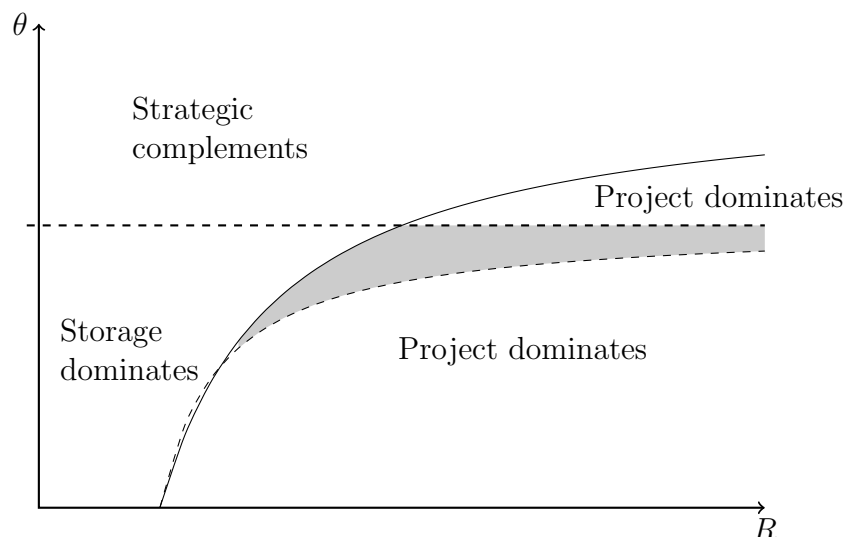 θ
Strategic
complements
Project dominates
Storage
dominates
Project dominates
R